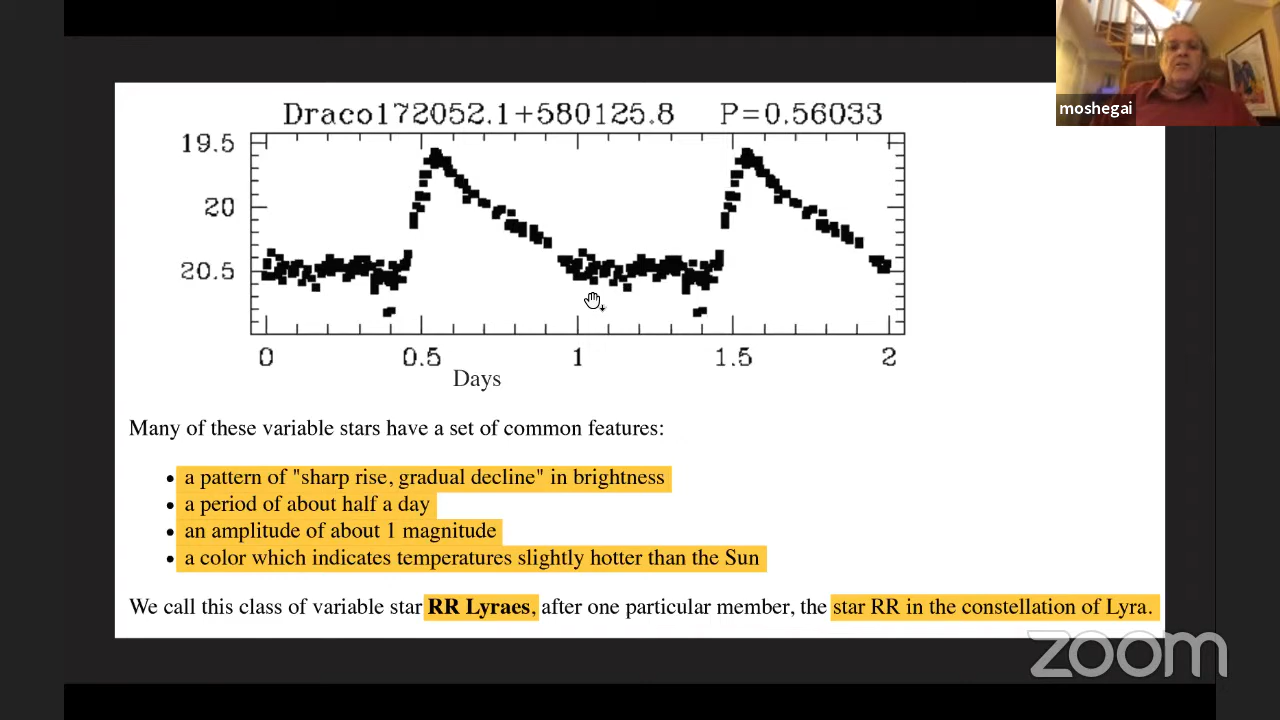 moshegai
Draco172052.1+580125.8 P=0.56033
19.5
20
20.5
0 0.5 1 1.5 2
Days
Many of these variable stars have a set of common features:
• a pattern of "sharp rise, gradual decline" in brightness
• a period of about half a day
• an amplitude of about 1 magnitude
• a color which indicates temperatures slightly hotter than the Sun
We call this class of variable star RR Lyraes, after one particular member, the star RR in the constellation of Lyra.
zoom